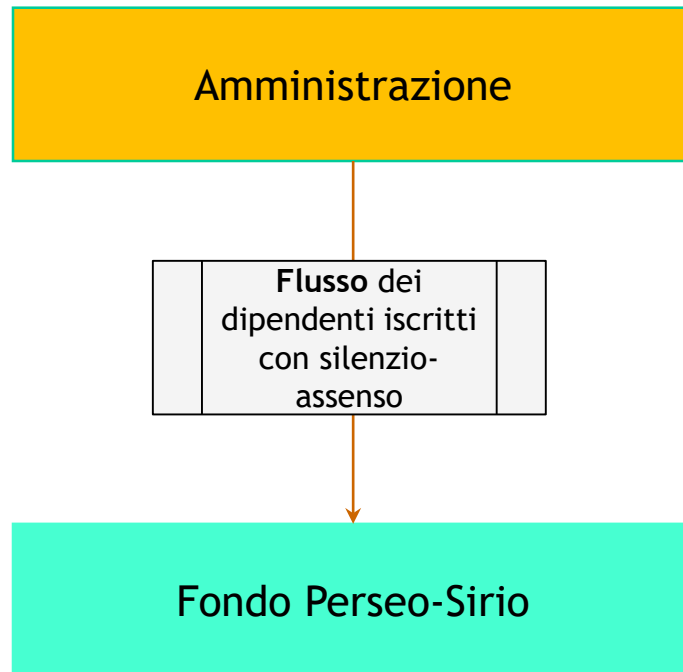 Amministrazione
Flusso dei
dipendenti iscritti
con silenzio-
assenso
Fondo Perseo-Sirio